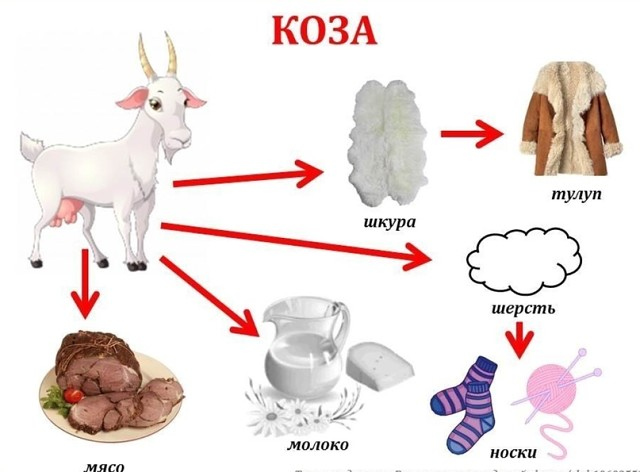 КОЗА
шкура
тулуп
шерсть
молоко
носки
мясо